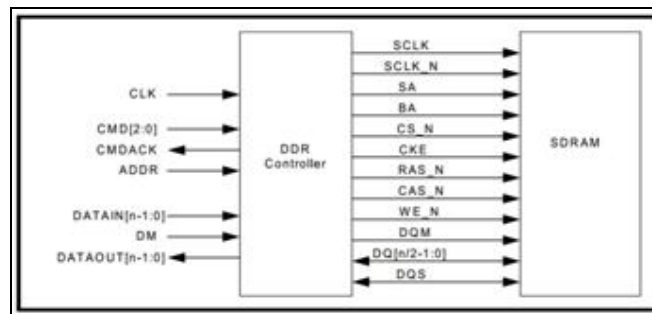 CLK
CMD[2:0]
CMDACK
ADDR
DATAIN[n-1:0]
DM
DATAOUT[n-1:0]
DDR
Controller
SCLK
SCLK_N
SA
BA
CS_N
CKE
RAS_N
CAS_N
WE_N
DQM
DQ[n/2-1:0]
DQS
SDRAM